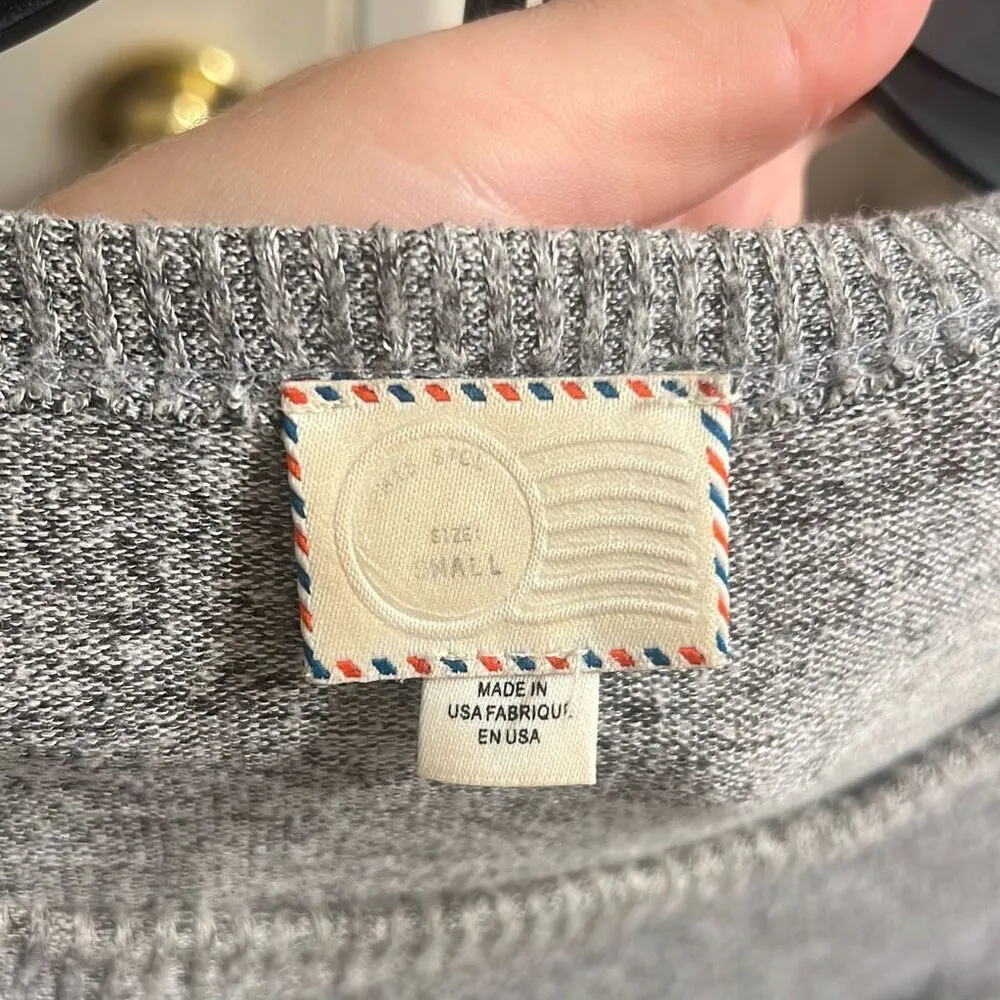 SIZE:
SMALL
MADE IN
USA FABRIQUE
EN USA